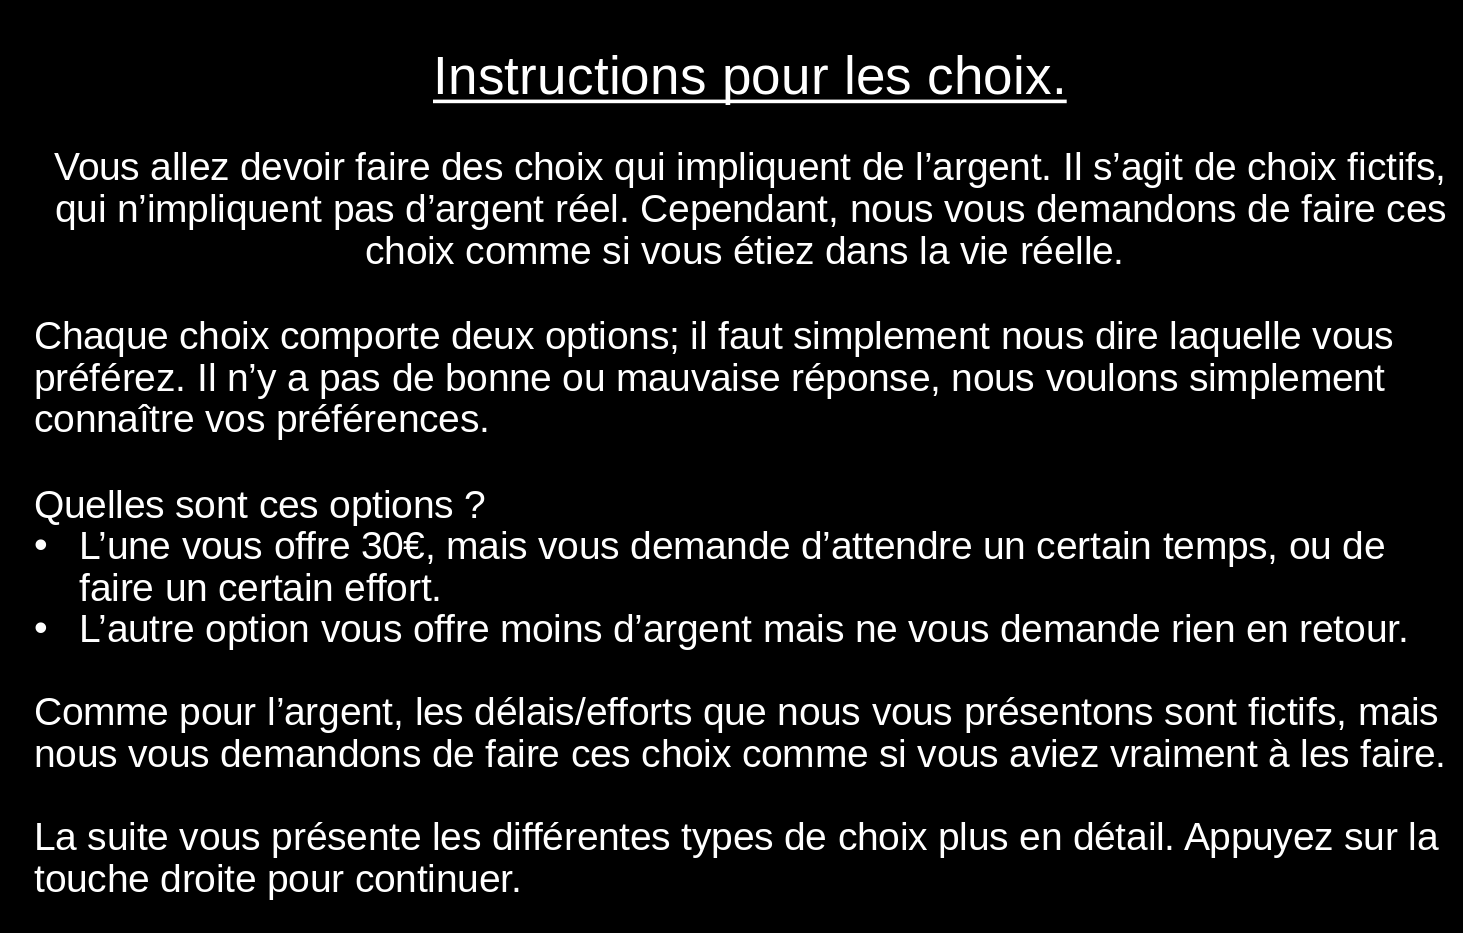 Instructions pour les choix.
Vous allez devoir faire des choix qui impliquent de l’argent. Il s’agit de choix fictifs,
qui n’impliquent pas d’argent réel. Cependant, nous vous demandons de faire ces
choix comme si vous étiez dans la vie réelle.
Chaque choix comporte deux options; il faut simplement nous dire laquelle vous
préférez. Il n’y a pas de bonne ou mauvaise réponse, nous voulons simplement
connaître vos préférences.
Quelles sont ces options ?
• L’une vous offre 30€, mais vous demande d’attendre un certain temps, ou de
faire un certain effort.
• L’autre option vous offre moins d’argent mais ne vous demande rien en retour.
Comme pour l’argent, les délais/efforts que nous vous présentons sont fictifs, mais
nous vous demandons de faire ces choix comme si vous aviez vraiment à les faire.
La suite vous présente les différentes types de choix plus en détail. Appuyez sur la
touche droite pour continuer.